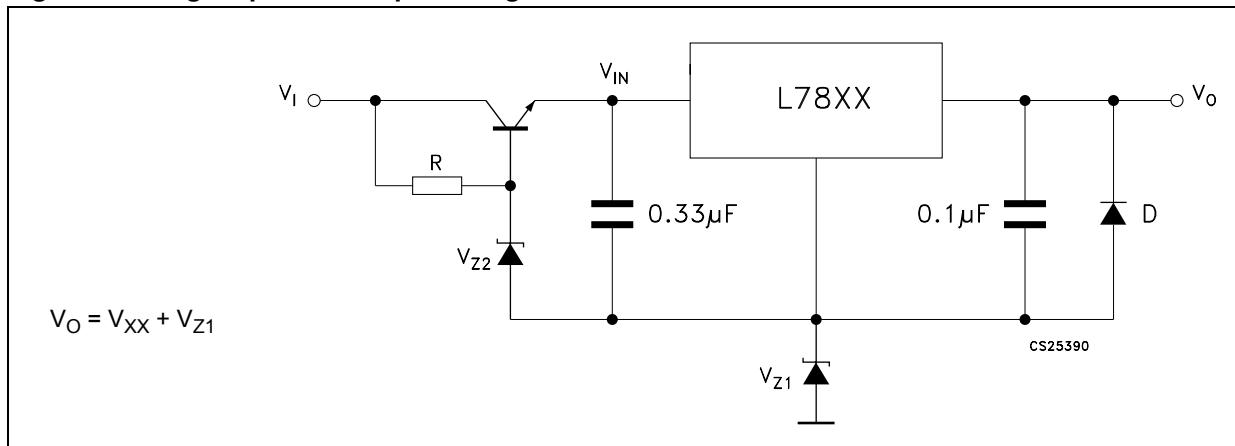 V_I
V_IN
L78XX
V_O
R
0.33µF
0.1µF
D
V_Z2
V_O = V_XX + V_Z1
CS25390
V_Z1